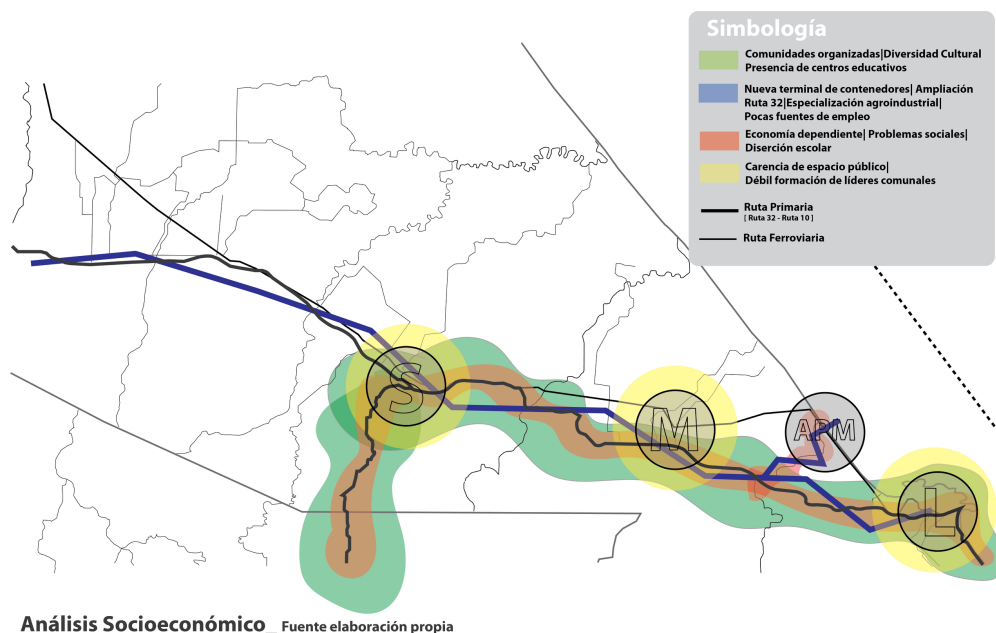 Simbología
Comunidades organizadas|Diversidad Cultural
Presencia de centros educativos
Nueva terminal de contenedores| Ampliación
Ruta 32|Especialización agroindustrial|
Pocas fuentes de empleo
Economía dependiente| Problemas sociales|
Diserción escolar
Carencia de espacio público|
Débil formación de líderes comunales
Ruta Primaria
[ Ruta 32 - Ruta 10 ]
Ruta Ferroviaria
S
M
APM
L
Análisis Socioeconómico_ Fuente elaboración propia